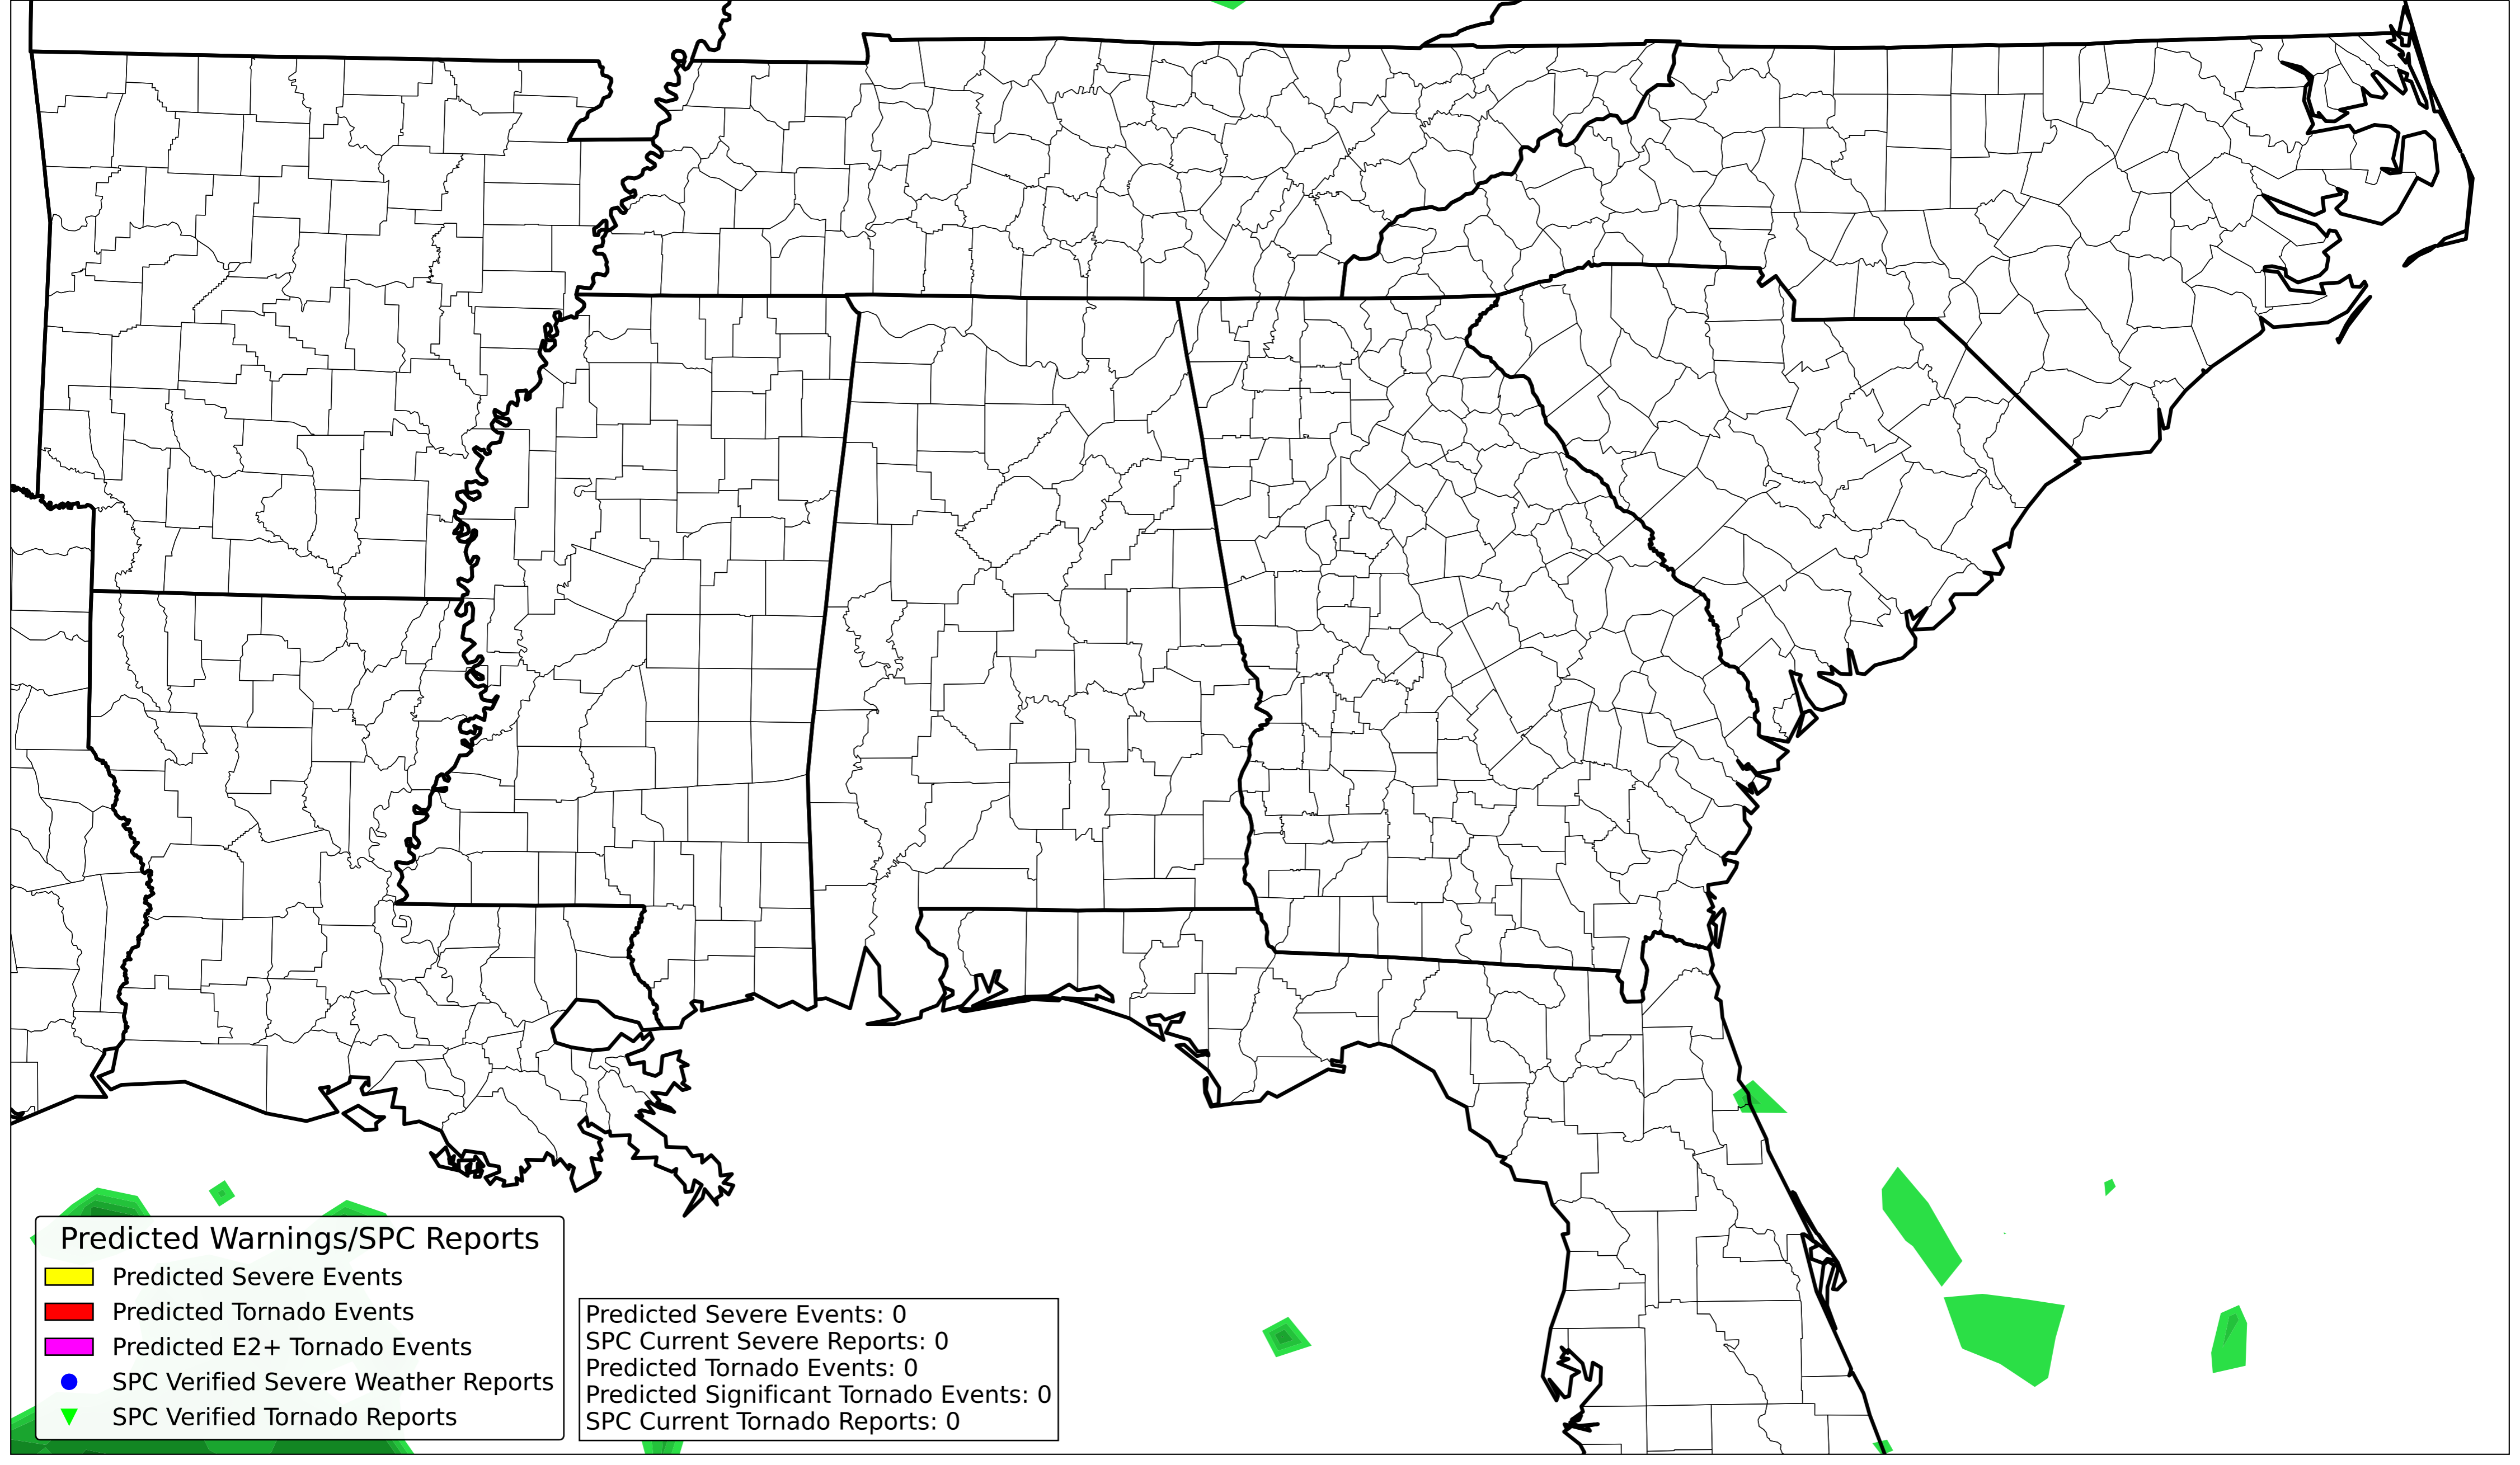 Predicted Warnings/SPC Reports
Predicted Severe Events
Predicted Tornado Events
Predicted E2+ Tornado Events
SPC Verified Severe Weather Reports
SPC Verified Tornado Reports
Predicted Severe Events: 0
SPC Current Severe Reports: 0
Predicted Tornado Events: 0
Predicted Significant Tornado Events: 0
SPC Current Tornado Reports: 0